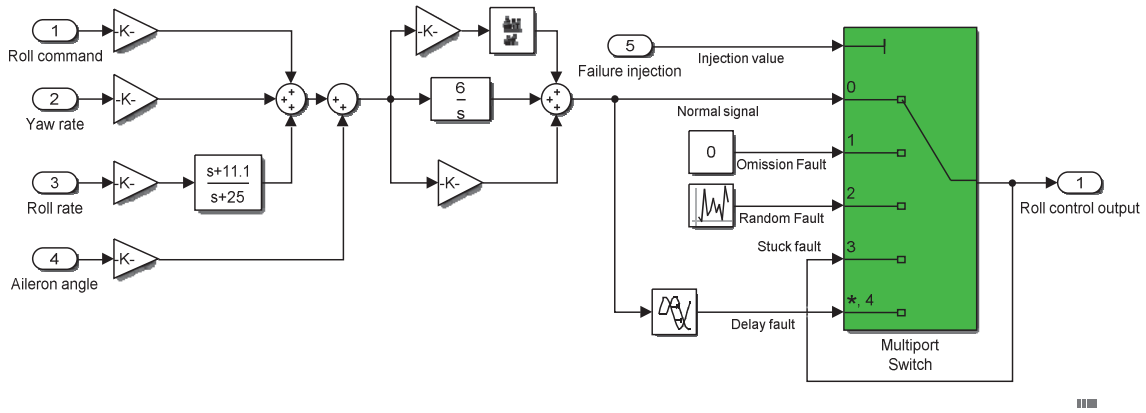 1
-K-
Roll command
2
-K-
Yaw rate
3
-K-
s+11.1
s+25
Roll rate
4
-K-
Aileron angle
+
+
+
+
+
-K-
6
s
-K-
+
+
+
5
Failure injection
Injection value
0
Normal signal
0
Omission Fault
1
Random Fault
2
Stuck fault
3
Delay fault
*, 4
Multiport
Switch
1
Roll control output